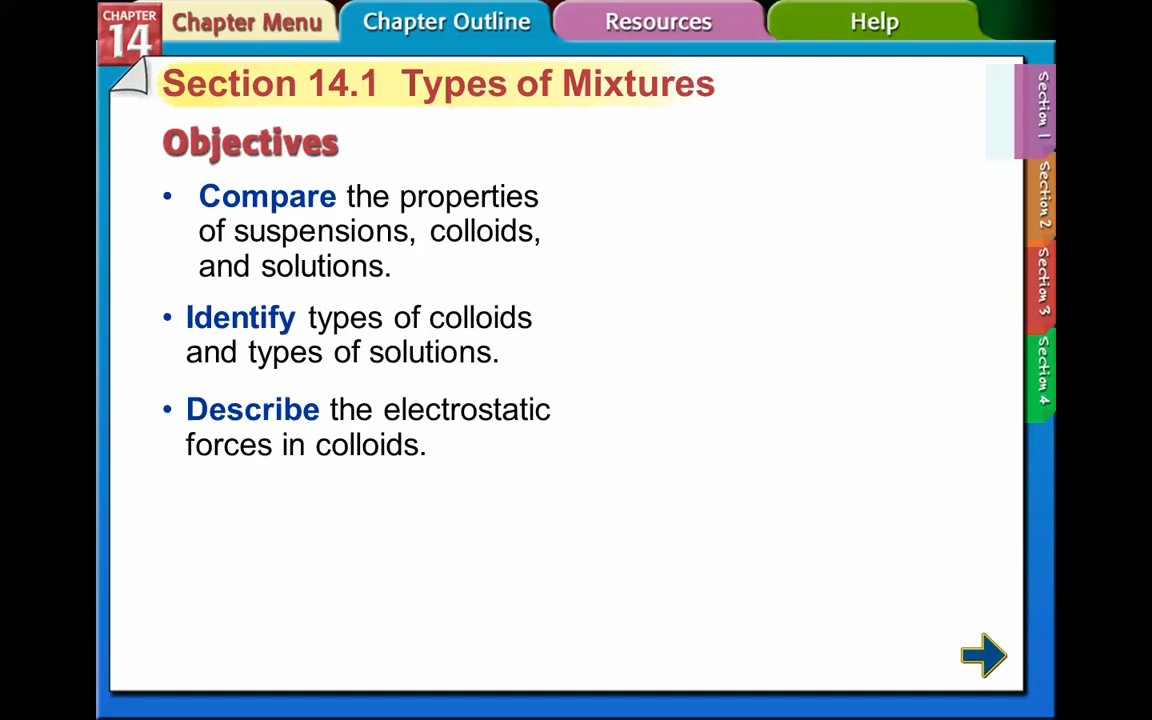 CHAPTER
14
Chapter Menu
Chapter Outline
Resources
Help
Section 14.1 Types of Mixtures
Objectives
• Compare the properties
of suspensions, colloids,
and solutions.
• Identify types of colloids
and types of solutions.
• Describe the electrostatic
forces in colloids.
Section 1
Section 2
Section 3
Section 4